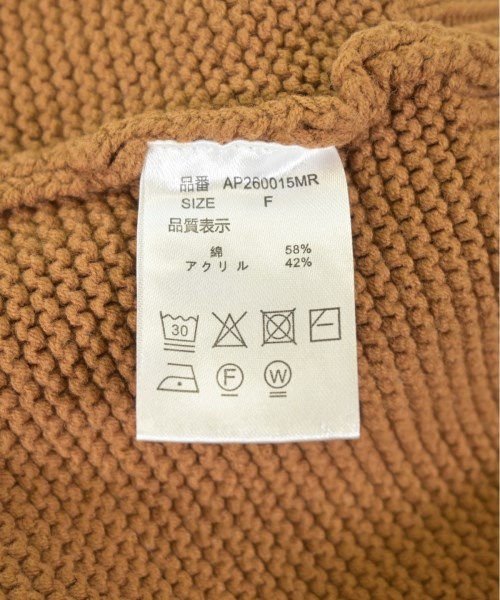 品番 AP260015MR
SIZE F
品質表示
綿 58%
アクリル 42%
30
F W